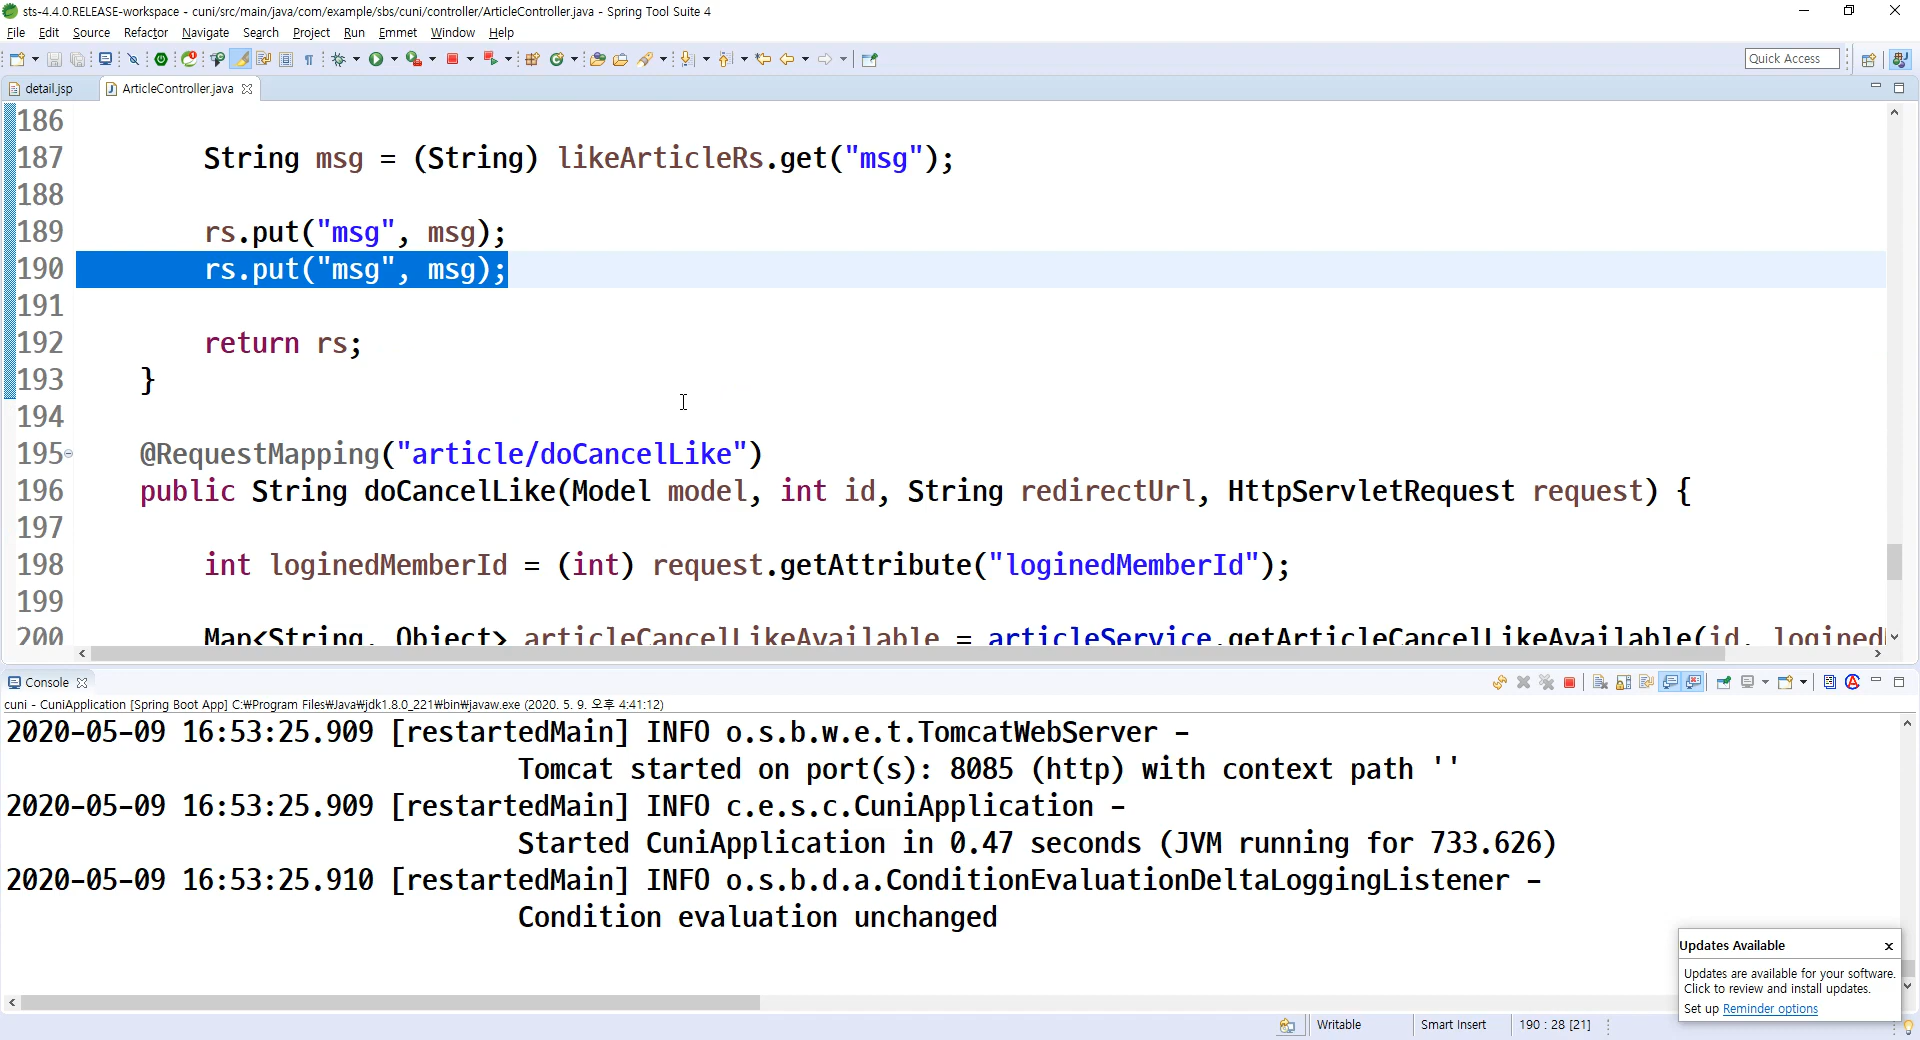 sts-4.4.0.RELEASE-workspace - cuni/src/main/java/com/example/sbs/cuni/controller/ArticleController.java - Spring Tool Suite 4
File Edit Source Refactor Navigate Search Project Run Emmet Window Help
Quick Access
detail.jsp ArticleController.java
186
187 String msg = (String) likeArticleRs.get("msg");
188
189 rs.put("msg", msg);
190 rs.put("msg", msg);
191
192 return rs;
193 }
194
195 @RequestMapping("article/doCancelLike")
196 public String doCancelLike(Model model, int id, String redirectUrl, HttpServletRequest request) {
197
198 int loginedMemberId = (int) request.getAttribute("loginedMemberId");
199
200 Map<String, Object> articleCancelLikeAvailable = articleService.getArticleCancelLikeAvailable(id, logined
Console
cuni - CuniApplication [Spring Boot App] C:₩Program Files₩Java₩jdk1.8.0_221₩bin₩javaw.exe (2020. 5. 9. 오후 4:41:12)
2020-05-09 16:53:25.909 [restartedMain] INFO o.s.b.w.e.t.TomcatWebServer -
Tomcat started on port(s): 8085 (http) with context path ''
2020-05-09 16:53:25.909 [restartedMain] INFO c.e.s.c.CuniApplication -
Started CuniApplication in 0.47 seconds (JVM running for 733.626)
2020-05-09 16:53:25.910 [restartedMain] INFO o.s.b.d.a.ConditionEvaluationDeltaLoggingListener -
Condition evaluation unchanged
Updates Available
Updates are available for your software.
Click to review and install updates.
Set up Reminder options
Writable Smart Insert 190 : 28 [21]